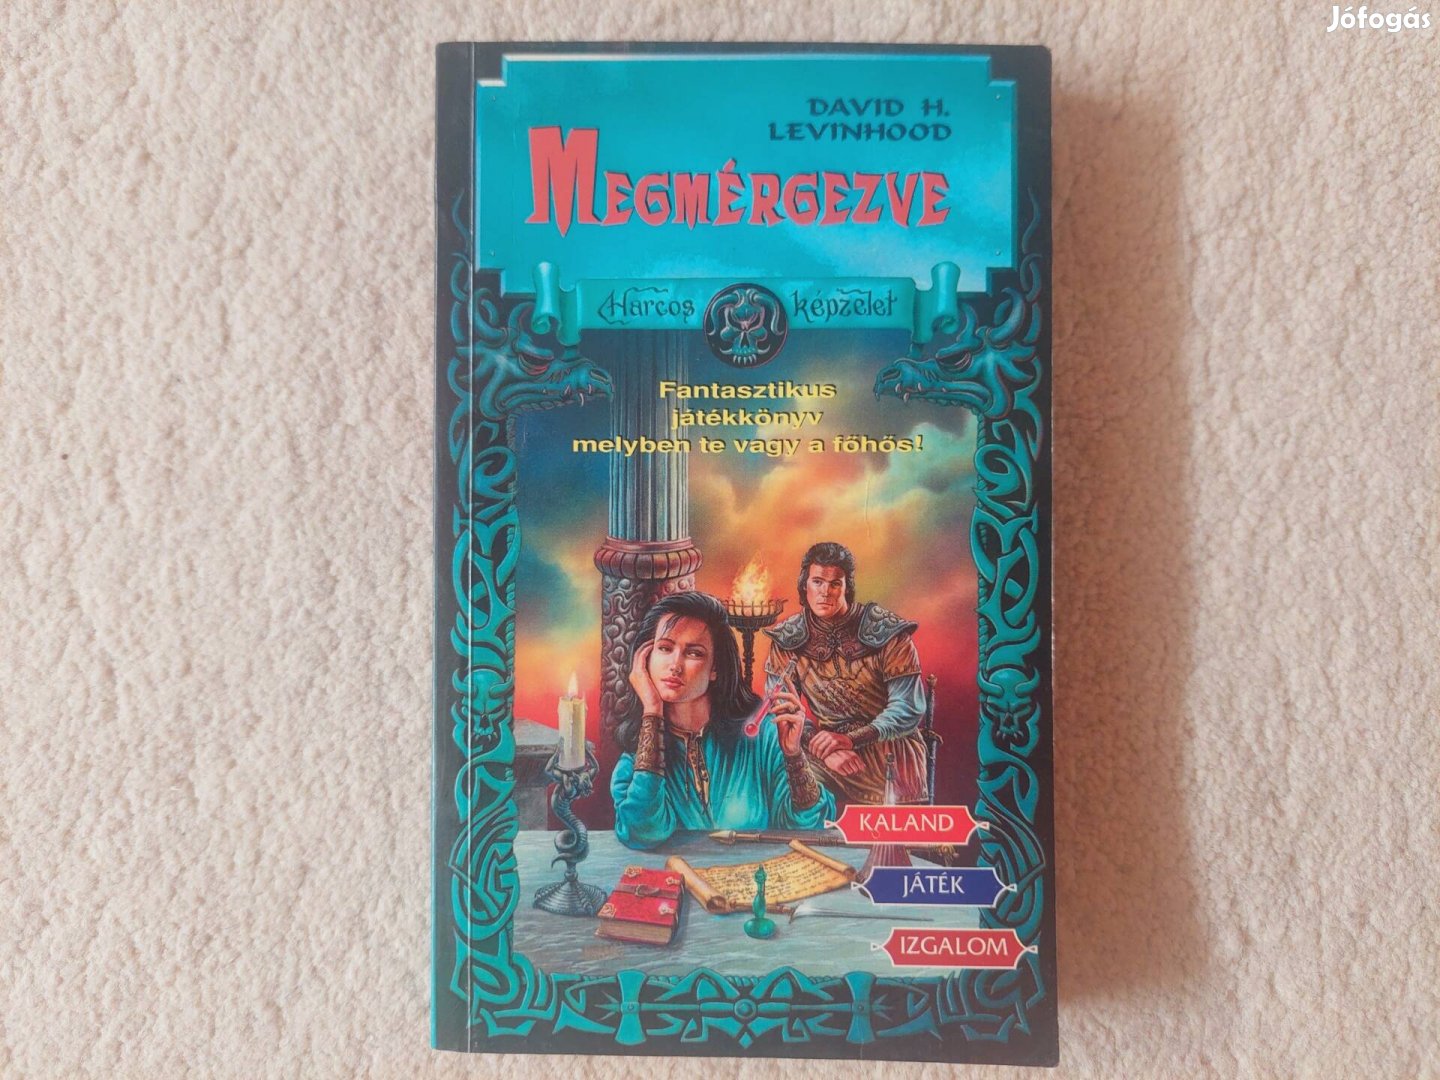 Jófogás
DAVID H.
LEVINHOOD
MEGMÉRGEZVE
Harcos képzelet
Fantasztikus
játékkönyv
melyben te vagy a főhős!
KALAND
JÁTÉK
IZGALOM